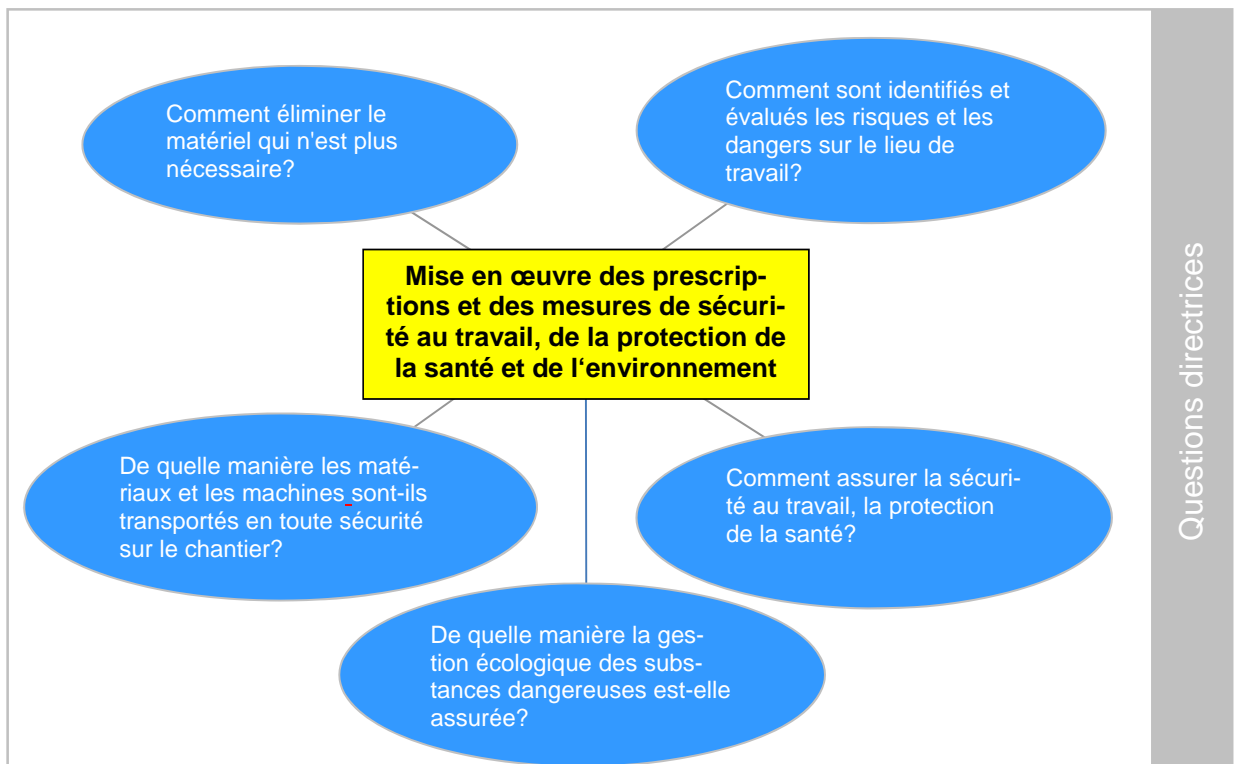 Comment éliminer le
matériel qui n'est plus
nécessaire?
Comment sont identifiés et
évalués les risques et les
dangers sur le lieu de
travail?
Mise en œuvre des prescrip-
tions et des mesures de sécuri-
té au travail, de la protection de
la santé et de l‘environnement
De quelle manière les maté-
riaux et les machines sont-ils
transportés en toute sécurité
sur le chantier?
Comment assurer la sécuri-
té au travail, la protection
de la santé?
De quelle manière la ges-
tion écologique des subs-
tances dangereuses est-elle
assurée?
Questions directrices